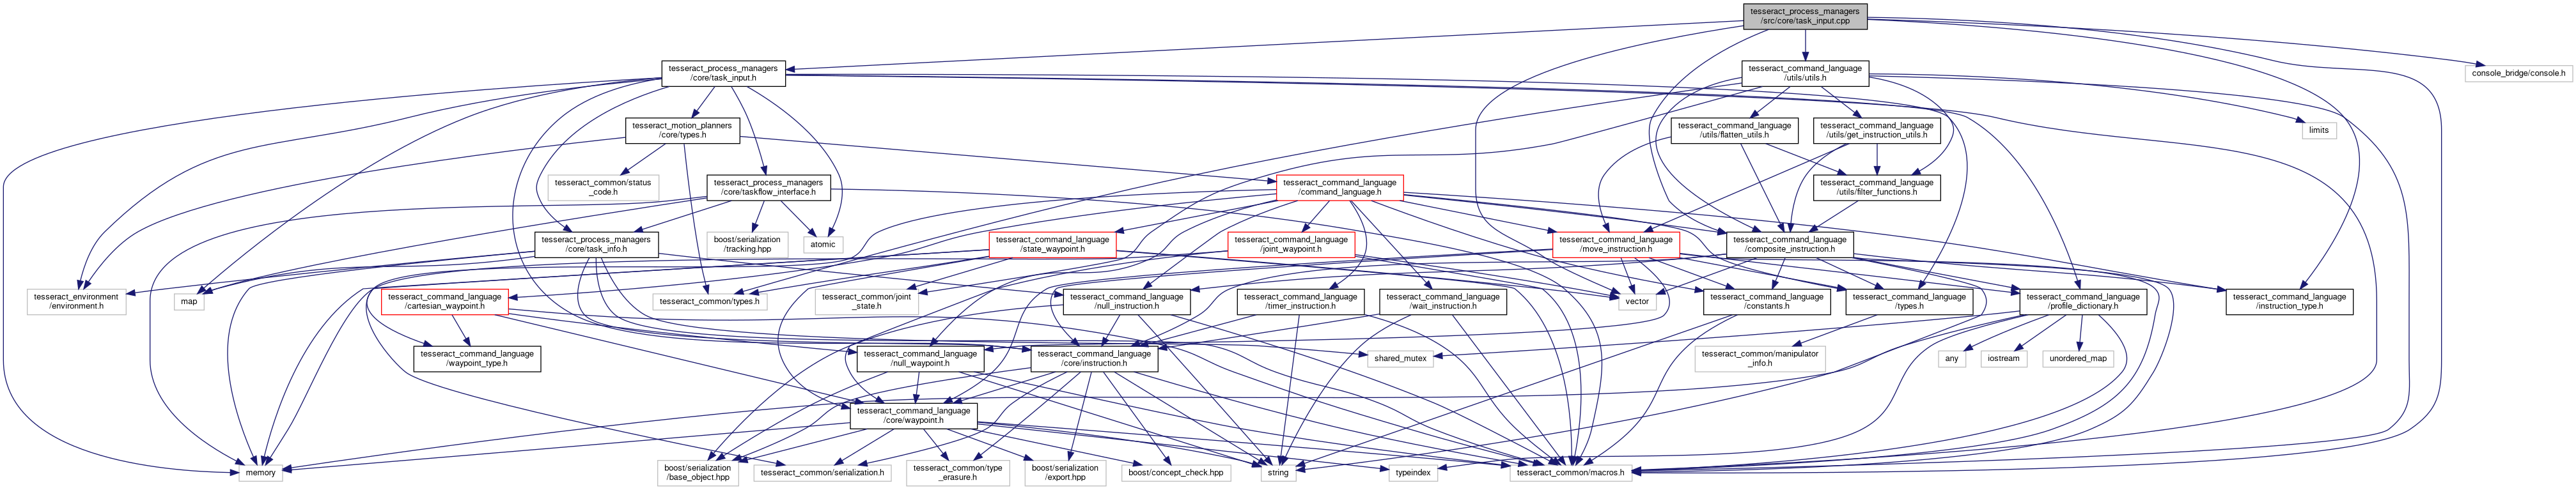 tesseract_process_managers
/src/core/task_input.cpp
tesseract_process_managers
/core/task_input.h
tesseract_command_language
/utils/utils.h
console_bridge/console.h
tesseract_motion_planners
/core/types.h
tesseract_command_language
/utils/flatten_utils.h
tesseract_command_language
/utils/get_instruction_utils.h
limits
tesseract_common/status
_code.h
tesseract_process_managers
/core/taskflow_interface.h
tesseract_command_language
/command_language.h
tesseract_command_language
/utils/filter_functions.h
tesseract_process_managers
/core/task_info.h
boost/serialization
/tracking.hpp
atomic
tesseract_command_language
/state_waypoint.h
tesseract_command_language
/joint_waypoint.h
tesseract_command_language
/move_instruction.h
tesseract_command_language
/composite_instruction.h
tesseract_environment
/environment.h
map
tesseract_command_language
/cartesian_waypoint.h
tesseract_common/types.h
tesseract_common/joint
_state.h
tesseract_command_language
/null_instruction.h
tesseract_command_language
/timer_instruction.h
tesseract_command_language
/wait_instruction.h
vector
tesseract_command_language
/constants.h
tesseract_command_language
/types.h
tesseract_command_language
/profile_dictionary.h
tesseract_command_language
/instruction_type.h
tesseract_command_language
/waypoint_type.h
tesseract_command_language
/null_waypoint.h
tesseract_command_language
/core/instruction.h
shared_mutex
tesseract_common/manipulator
_info.h
any
iostream
unordered_map
tesseract_command_language
/core/waypoint.h
memory
boost/serialization
/base_object.hpp
tesseract_common/serialization.h
tesseract_common/type
_erasure.h
boost/serialization
/export.hpp
boost/concept_check.hpp
string
typeindex
tesseract_common/macros.h